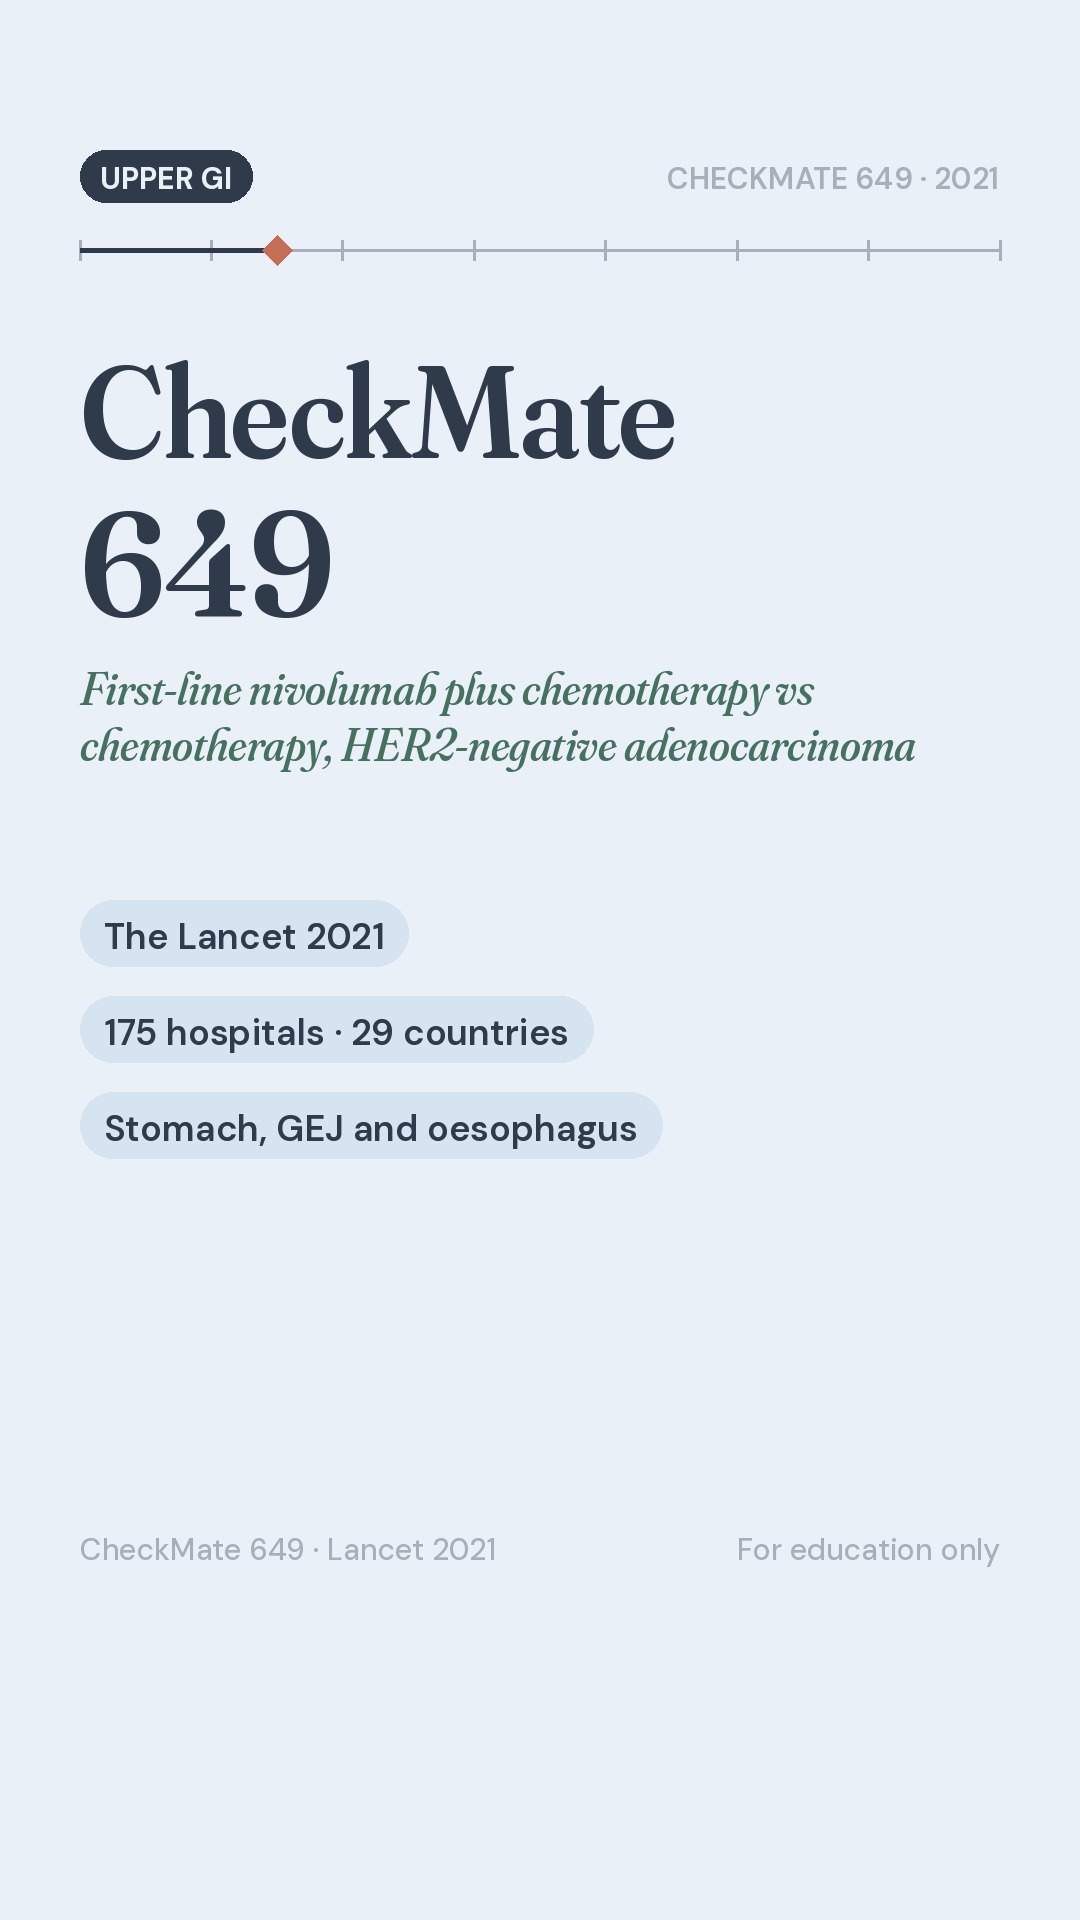 UPPER GI
CHECKMATE 649 · 2021
CheckMate
649
First-line nivolumab plus chemotherapy vs
chemotherapy, HER2-negative adenocarcinoma
The Lancet 2021
175 hospitals · 29 countries
Stomach, GEJ and oesophagus
CheckMate 649 · Lancet 2021
For education only